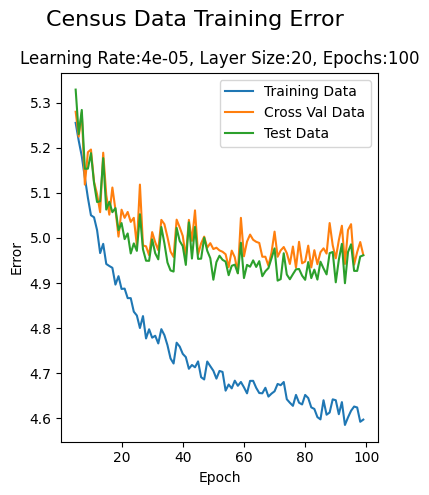 Census Data Training Error
Learning Rate:4e-05, Layer Size:20, Epochs:100
Training Data
Cross Val Data
Test Data
5.3
5.2
5.1
5.0
4.9
4.8
4.7
4.6
Error
20
40
60
80
100
Epoch